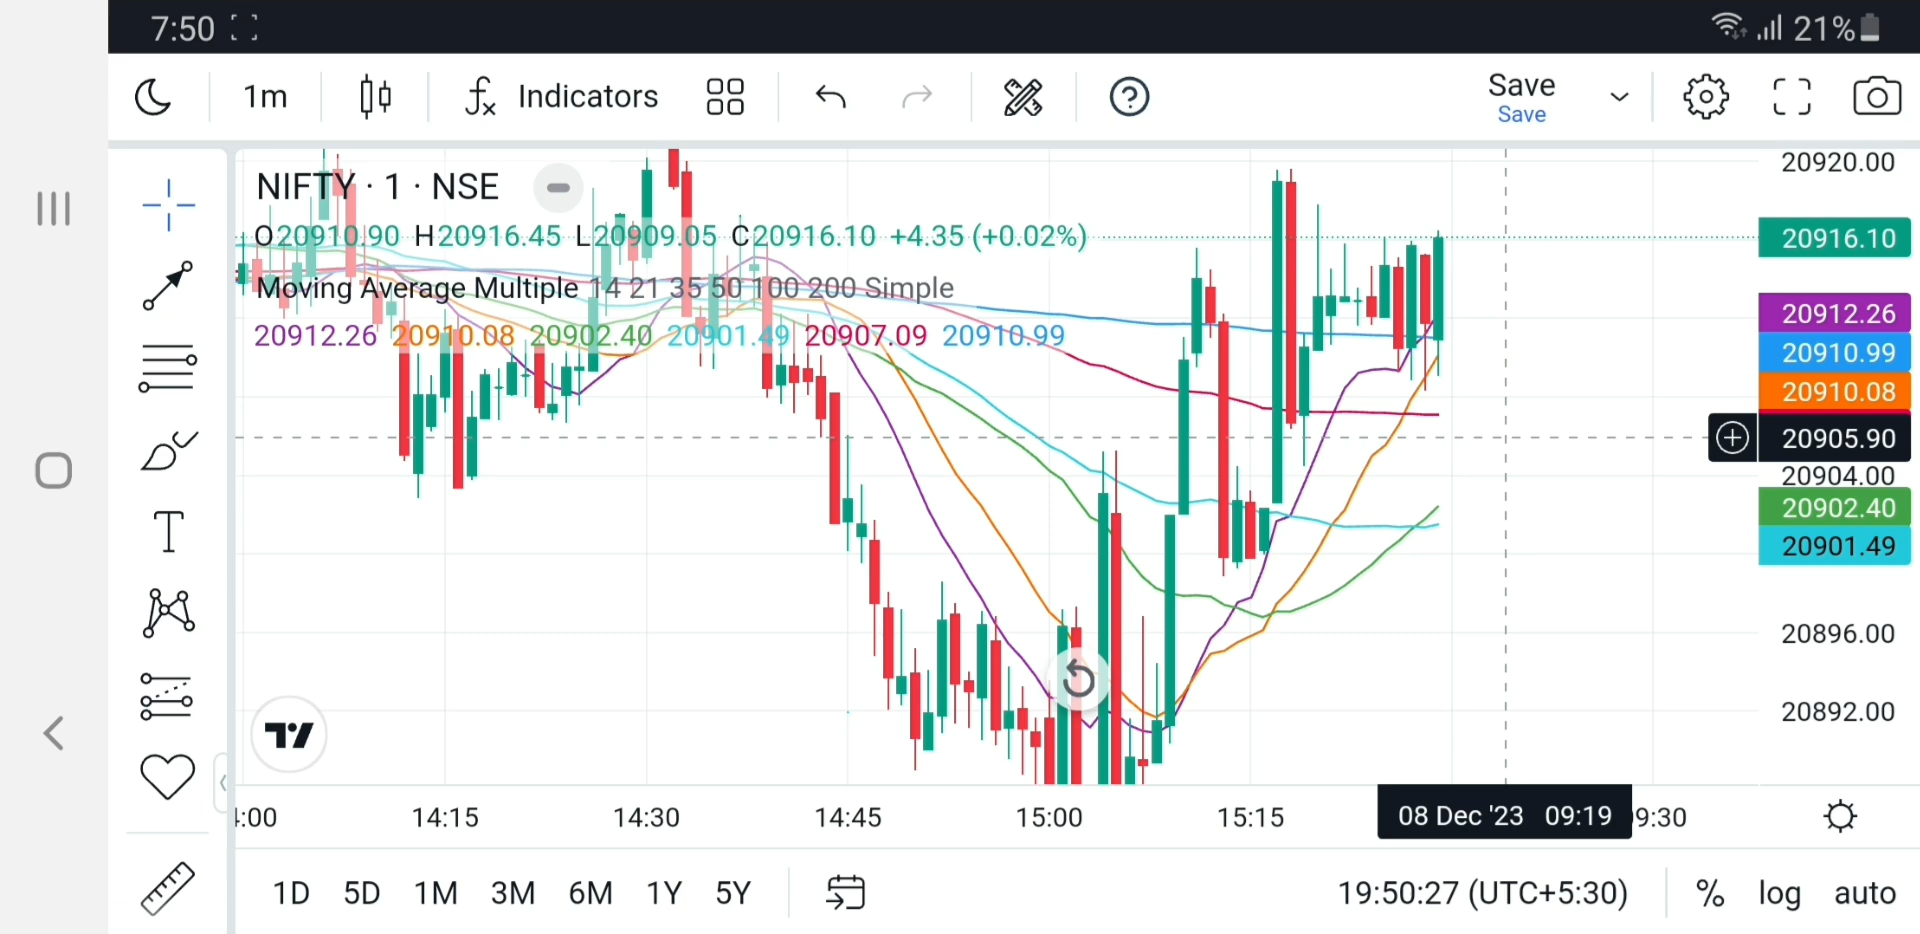 7:50 21%
1m Indicators Save
Save
NIFTY · 1 · NSE
O20910.90 H20916.45 L20909.05 C20916.10 +4.35 (+0.02%)
Moving Average Multiple 14 21 35 50 100 200 Simple
20912.26 20910.08 20902.40 20901.49 20907.09 20910.99
20920.00
20916.10
20912.26
20910.99
20910.08
20905.90
20904.00
20902.40
20901.49
20896.00
20892.00
:00 14:15 14:30 14:45 15:00 15:15 08 Dec '23 09:19 9:30
1D 5D 1M 3M 6M 1Y 5Y 19:50:27 (UTC+5:30) % log auto